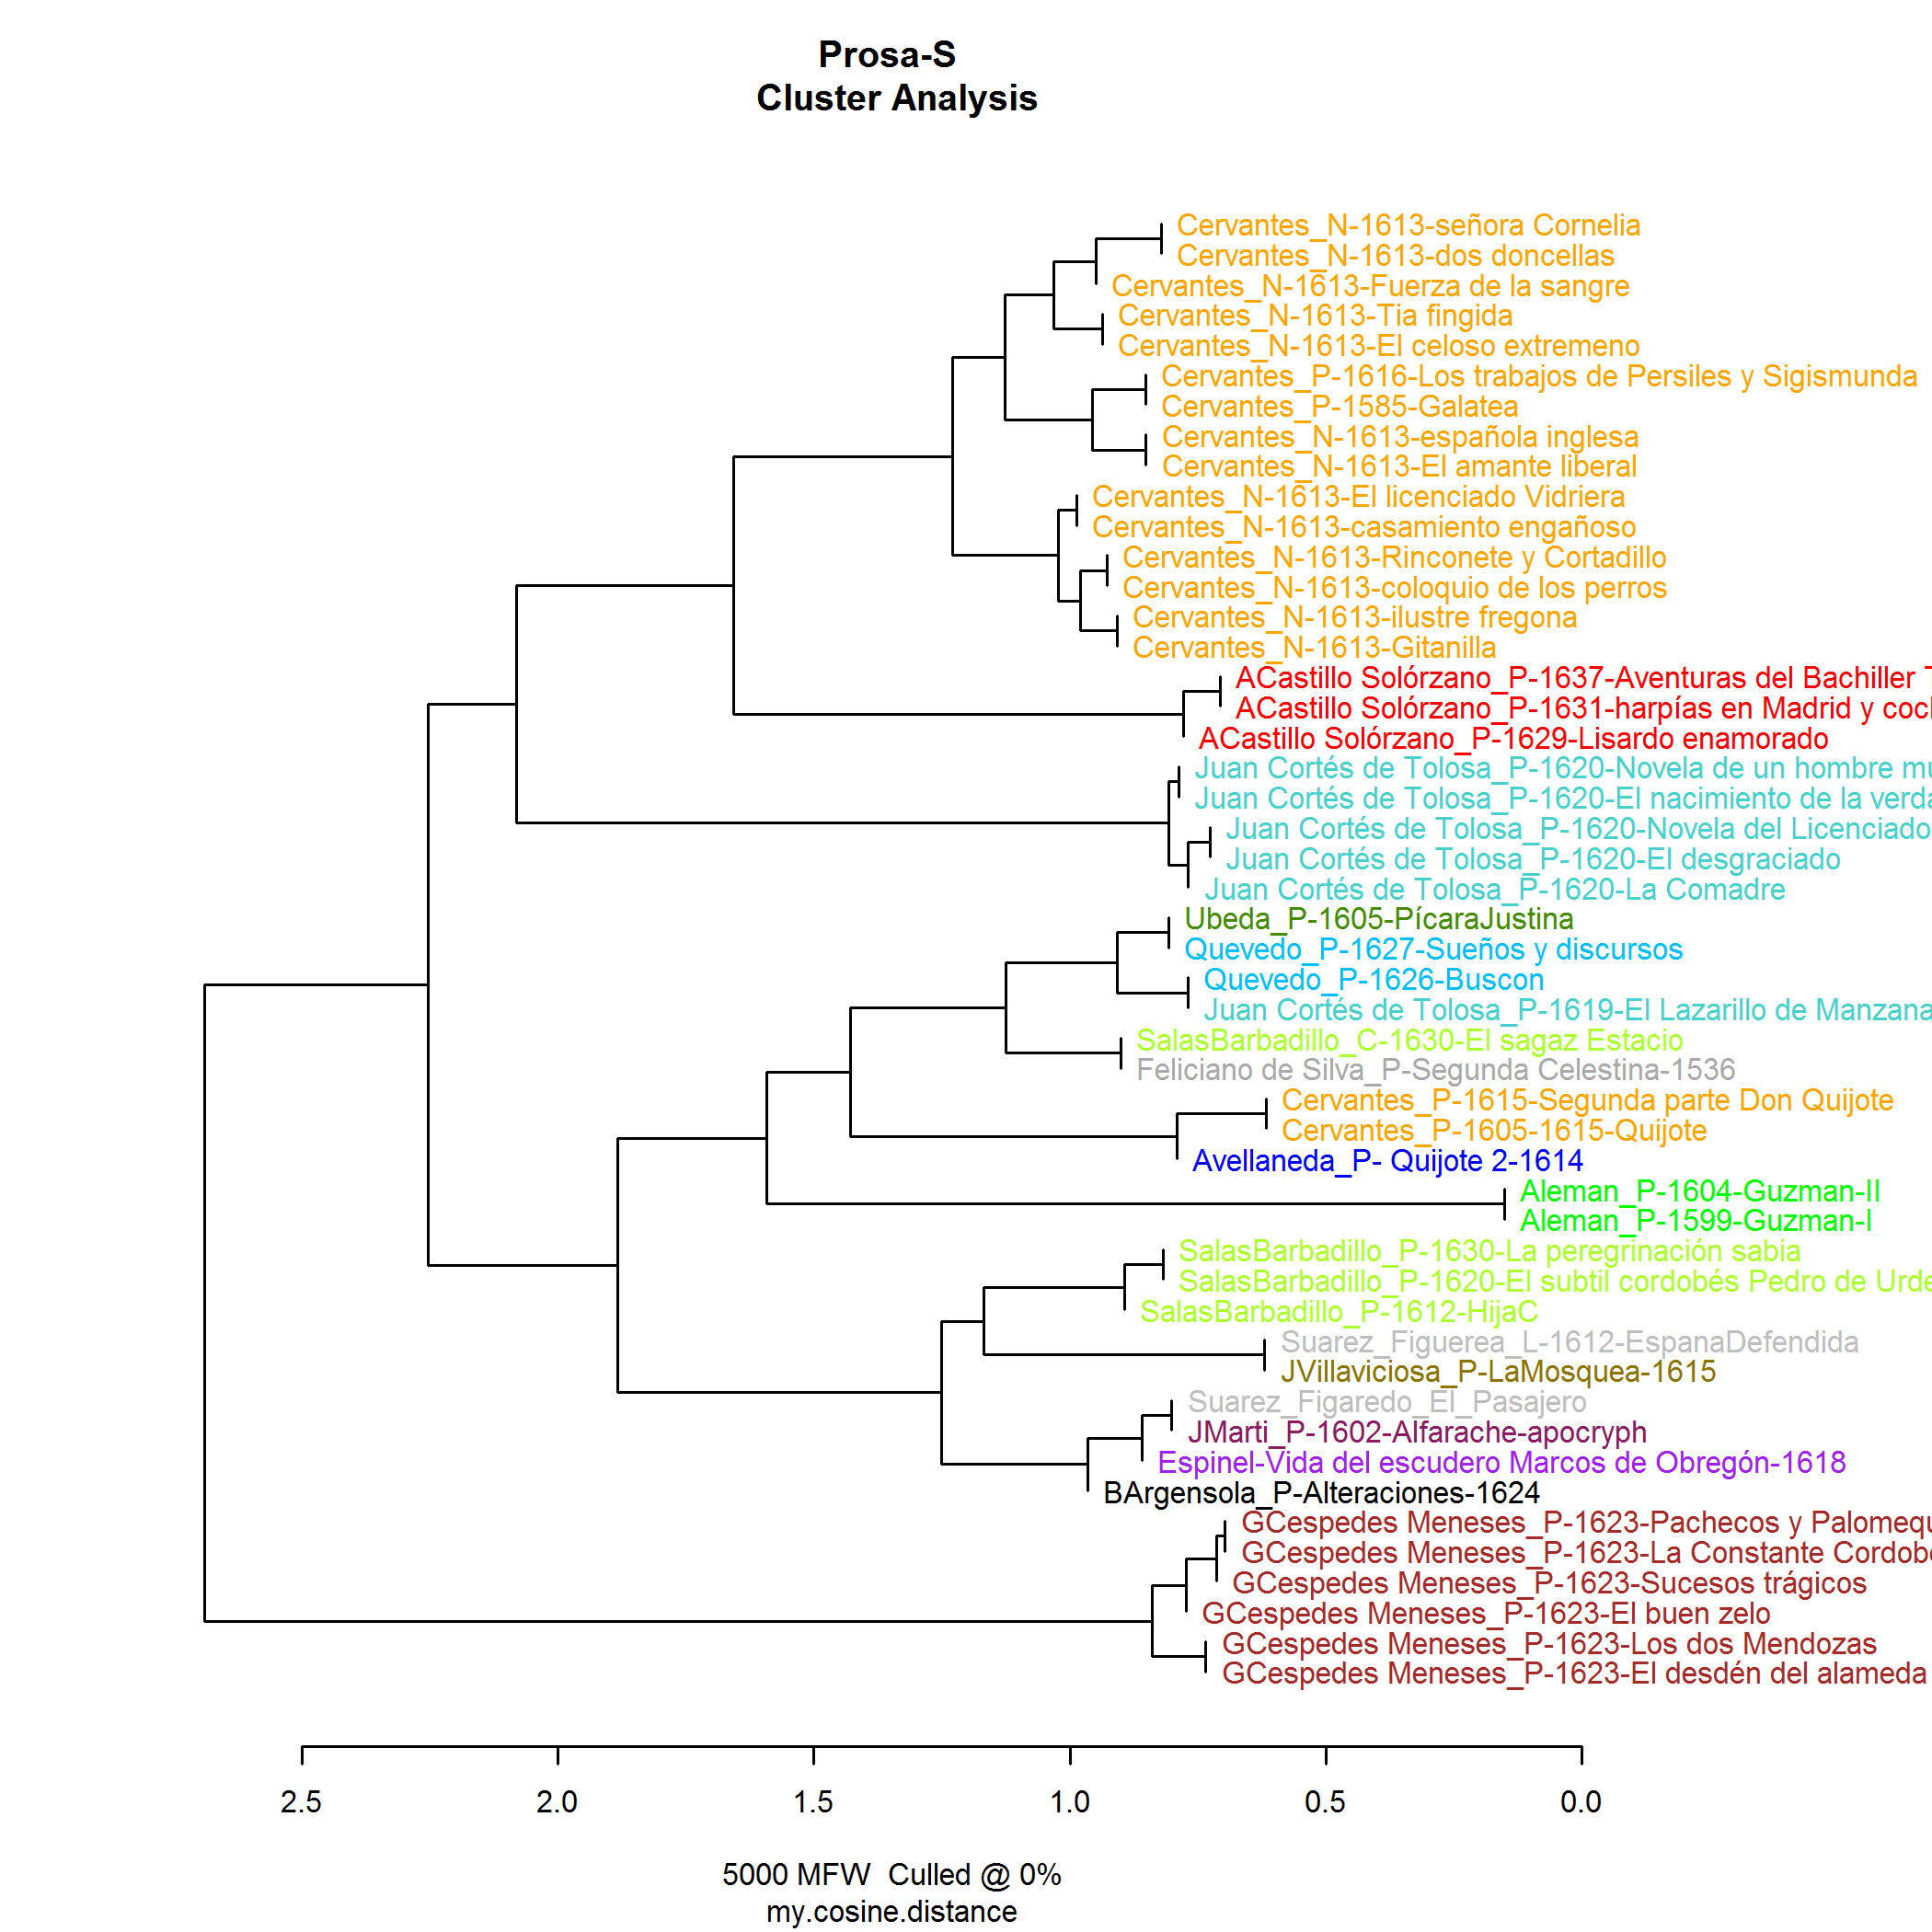 Prosa-S
Cluster Analysis
Cervantes_N-1613-señora Cornelia
Cervantes_N-1613-dos doncellas
Cervantes_N-1613-Fuerza de la sangre
Cervantes_N-1613-Tia fingida
Cervantes_N-1613-El celoso extremeno
Cervantes_P-1616-Los trabajos de Persiles y Sigismunda
Cervantes_P-1585-Galatea
Cervantes_N-1613-española inglesa
Cervantes_N-1613-El amante liberal
Cervantes_N-1613-El licenciado Vidriera
Cervantes_N-1613-casamiento engañoso
Cervantes_N-1613-Rinconete y Cortadillo
Cervantes_N-1613-coloquio de los perros
Cervantes_N-1613-ilustre fregona
Cervantes_N-1613-Gitanilla
ACastillo Solórzano_P-1637-Aventuras del Bachiller T
ACastillo Solórzano_P-1631-harpías en Madrid y coc
ACastillo Solórzano_P-1629-Lisardo enamorado
Juan Cortés de Tolosa_P-1620-Novela de un hombre mu
Juan Cortés de Tolosa_P-1620-El nacimiento de la verda
Juan Cortés de Tolosa_P-1620-Novela del Licenciado
Juan Cortés de Tolosa_P-1620-El desgraciado
Juan Cortés de Tolosa_P-1620-La Comadre
Ubeda_P-1605-PícaraJustina
Quevedo_P-1627-Sueños y discursos
Quevedo_P-1626-Buscon
Juan Cortés de Tolosa_P-1619-El Lazarillo de Manzana
SalasBarbadillo_C-1630-El sagaz Estacio
Feliciano de Silva_P-Segunda Celestina-1536
Cervantes_P-1615-Segunda parte Don Quijote
Cervantes_P-1605-1615-Quijote
Avellaneda_P- Quijote 2-1614
Aleman_P-1604-Guzman-II
Aleman_P-1599-Guzman-I
SalasBarbadillo_P-1630-La peregrinación sabia
SalasBarbadillo_P-1620-El subtil cordobés Pedro de Urde
SalasBarbadillo_P-1612-HijaC
Suarez_Figuerea_L-1612-EspanaDefendida
JVillaviciosa_P-LaMosquea-1615
Suarez_Figaredo_El_Pasajero
JMarti_P-1602-Alfarache-apocryph
Espinel-Vida del escudero Marcos de Obregón-1618
BArgensola_P-Alteraciones-1624
GCespedes Meneses_P-1623-Pachecos y Palomequ
GCespedes Meneses_P-1623-La Constante Cordobe
GCespedes Meneses_P-1623-Sucesos trágicos
GCespedes Meneses_P-1623-El buen zelo
GCespedes Meneses_P-1623-Los dos Mendozas
GCespedes Meneses_P-1623-El desdén del alameda
2.5 2.0 1.5 1.0 0.5 0.0
5000 MFW Culled @ 0%
my.cosine.distance